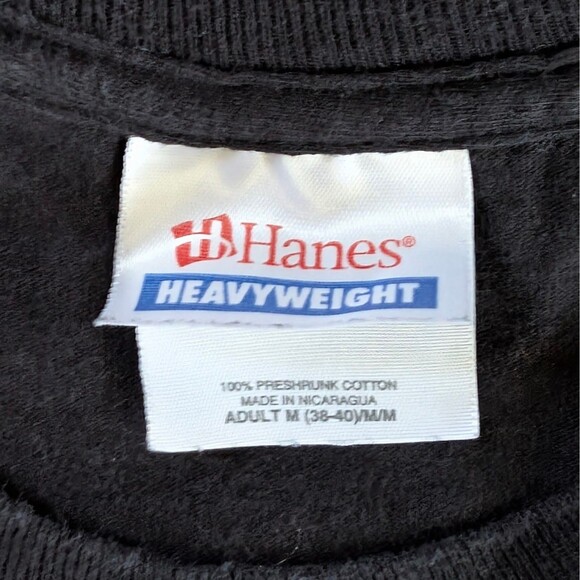 Hanes®
HEAVYWEIGHT
100% PRESHRUNK COTTON
MADE IN NICARAGUA
ADULT M (38-40)/M/M